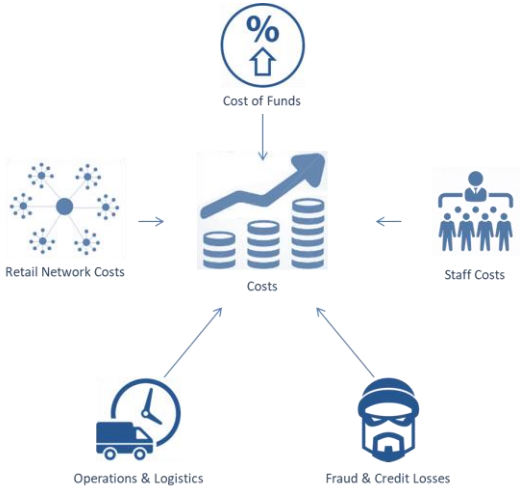 %
Cost of Funds
Retail Network Costs
Costs
Staff Costs
Operations & Logistics
Fraud & Credit Losses